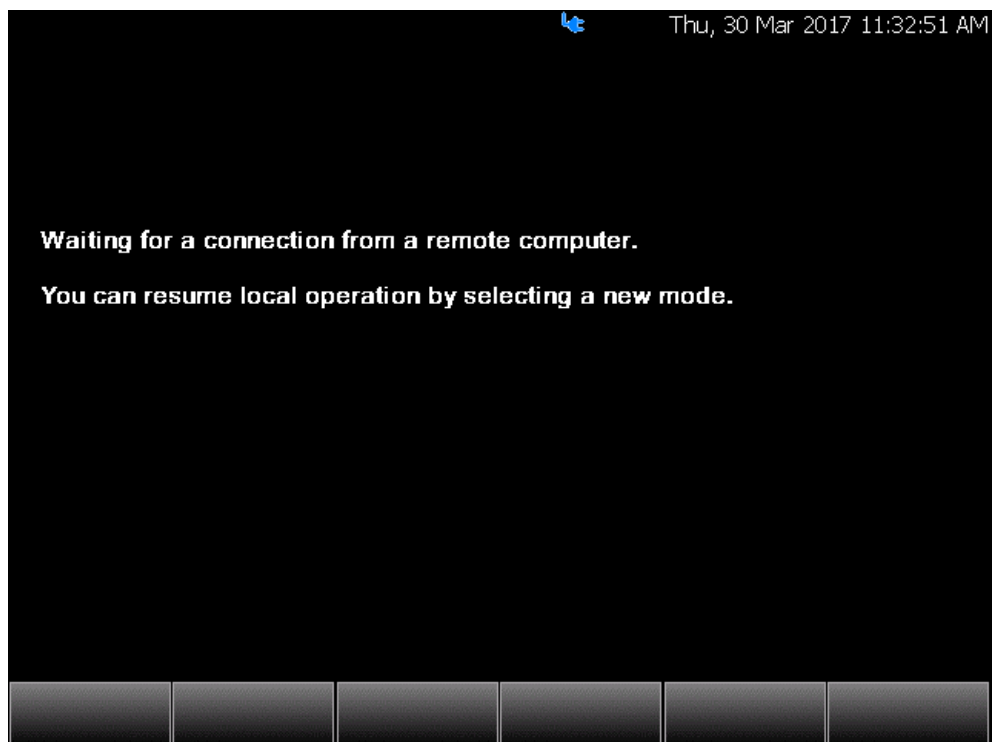 Thu, 30 Mar 2017 11:32:51 AM
Waiting for a connection from a remote computer.
You can resume local operation by selecting a new mode.